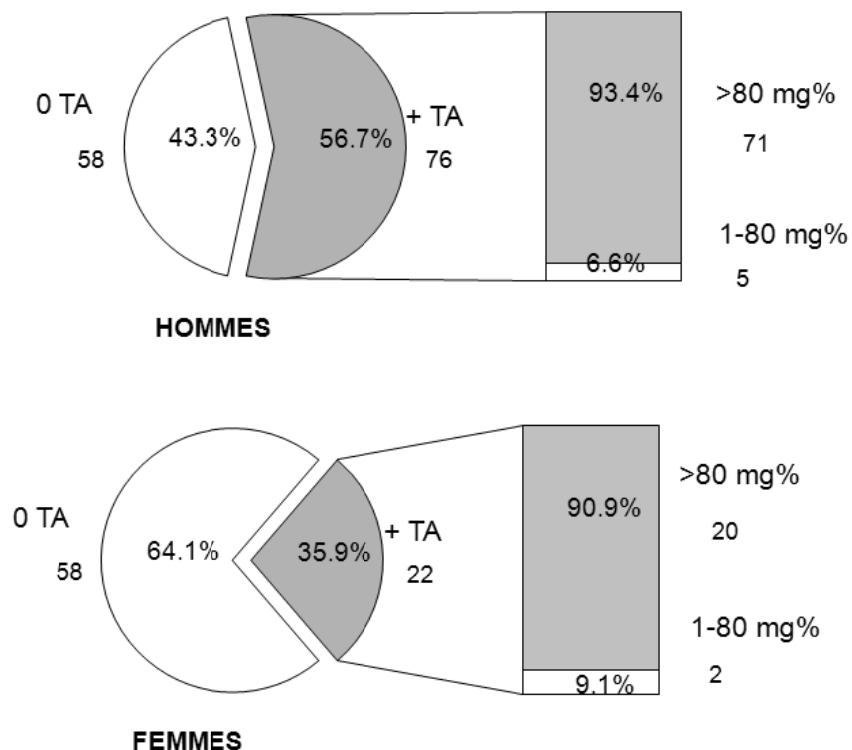 0 TA
58
43.3%
56.7%
+ TA
76
93.4%
>80 mg%
71
1-80 mg%
6.6%
5
HOMMES
0 TA
58
64.1%
35.9%
+ TA
22
90.9%
>80 mg%
20
1-80 mg%
9.1%
2
FEMMES